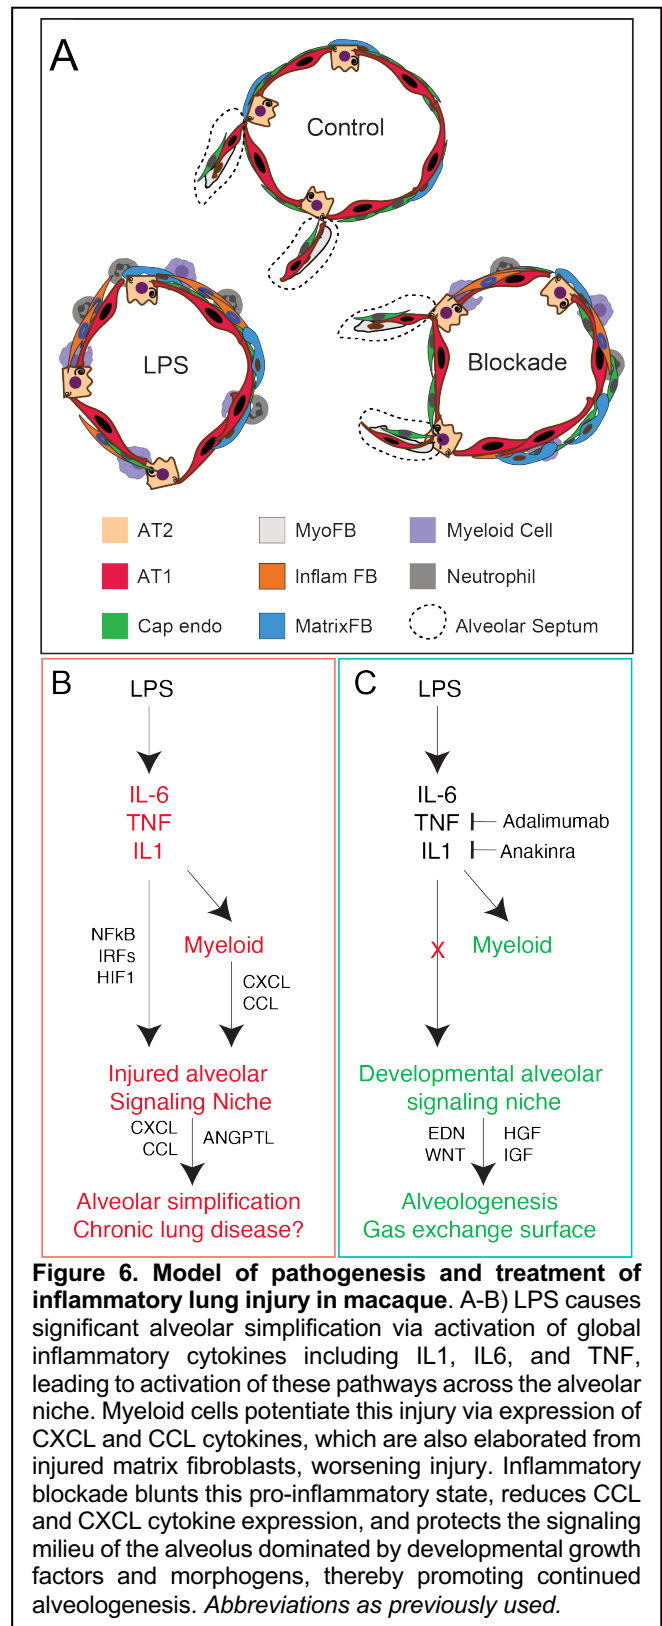 A
Control
LPS
Blockade
AT2
MyoFB
Myeloid Cell
AT1
Inflam FB
Neutrophil
Cap endo
MatrixFB
Alveolar Septum
B
LPS
IL-6
TNF
IL1
NFkB
IRFs
HIF1
Myeloid
CXCL
CCL
Injured alveolar
Signaling Niche
CXCL
CCL
ANGPTL
Alveolar simplification
Chronic lung disease?
C
LPS
IL-6
TNF
Adalimumab
IL1
Anakinra
X
Myeloid
Developmental alveolar
signaling niche
EDN
WNT
HGF
IGF
Alveologenesis
Gas exchange surface
Figure 6. Model of pathogenesis and treatment of
inflammatory lung injury in macaque. A-B) LPS causes
significant alveolar simplification via activation of global
inflammatory cytokines including IL1, IL6, and TNF,
leading to activation of these pathways across the alveolar
niche. Myeloid cells potentiate this injury via expression of
CXCL and CCL cytokines, which are also elaborated from
injured matrix fibroblasts, worsening injury. Inflammatory
blockade blunts this pro-inflammatory state, reduces CCL
and CXCL cytokine expression, and protects the signaling
milieu of the alveolus dominated by developmental growth
factors and morphogens, thereby promoting continued
alveologenesis. Abbreviations as previously used.